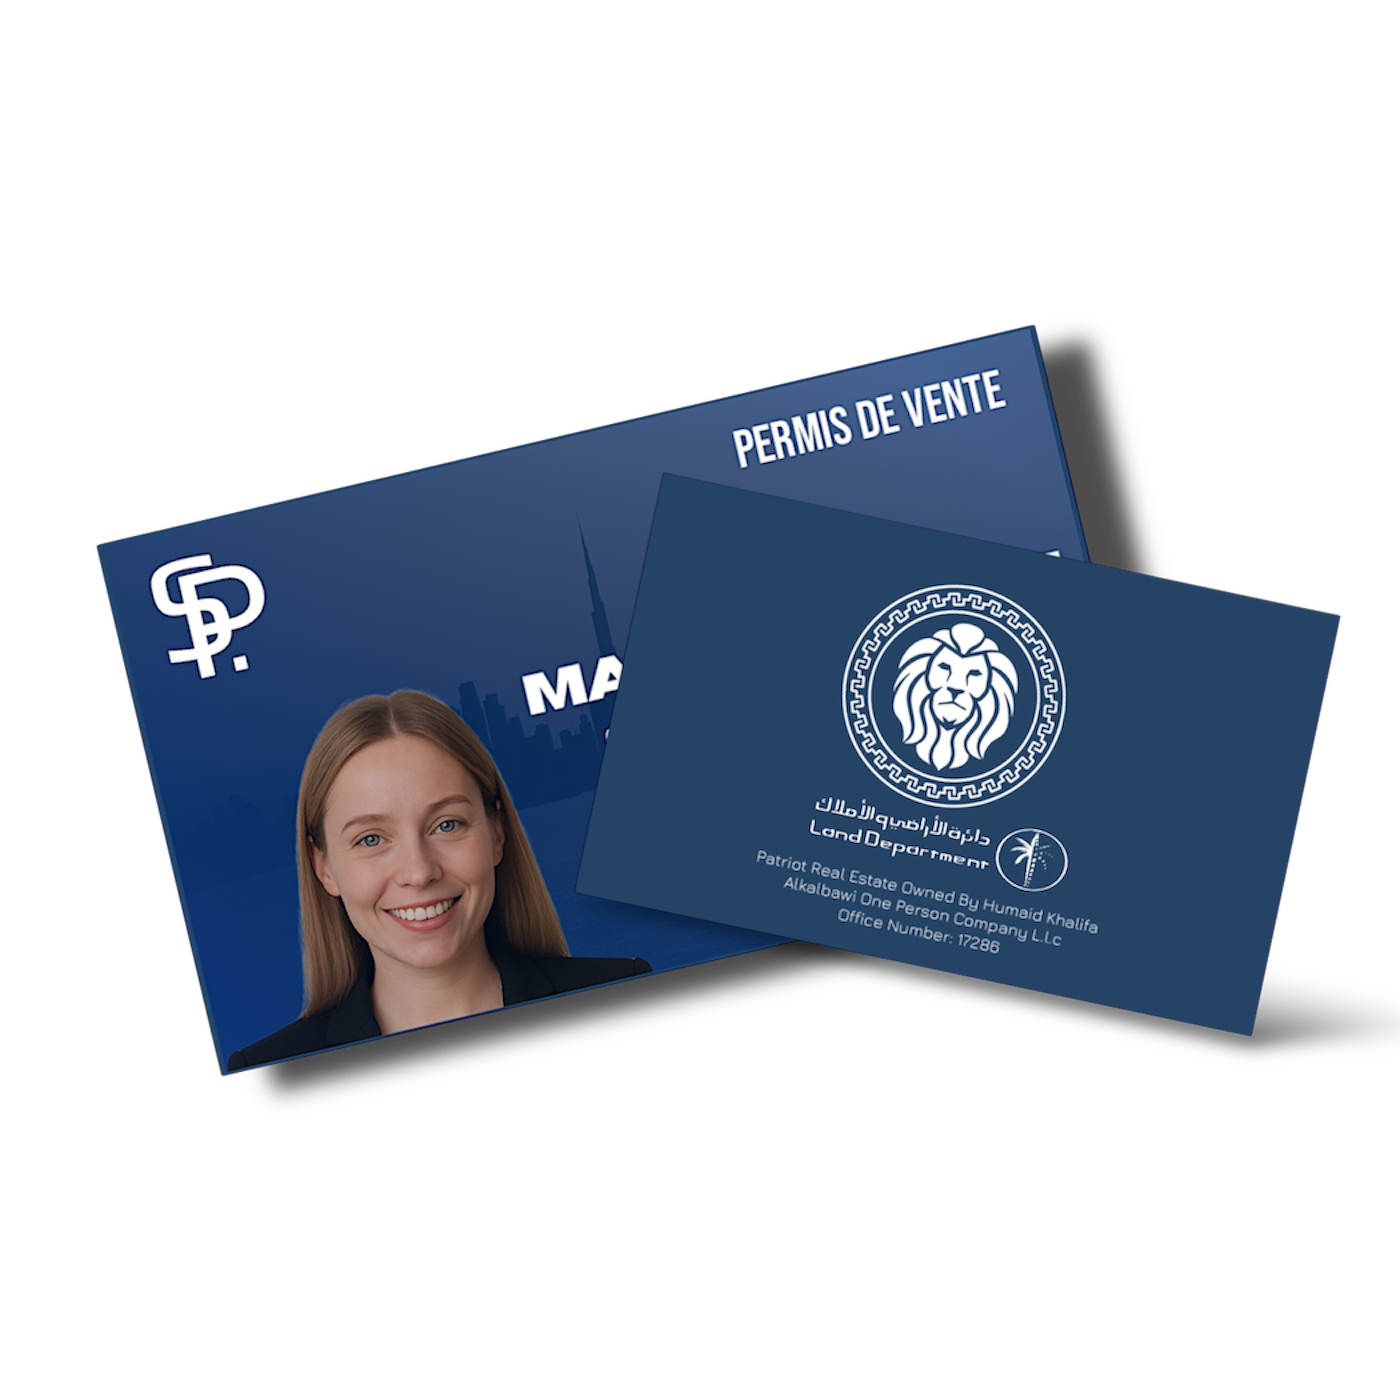 PERMIS DE VENTE
SP.
MA
دائرة الأراضي والأملاك
Land Department
Patriot Real Estate Owned By Humaid Khalifa
Alkalbawi One Person Company L.L.c
Office Number: 17286